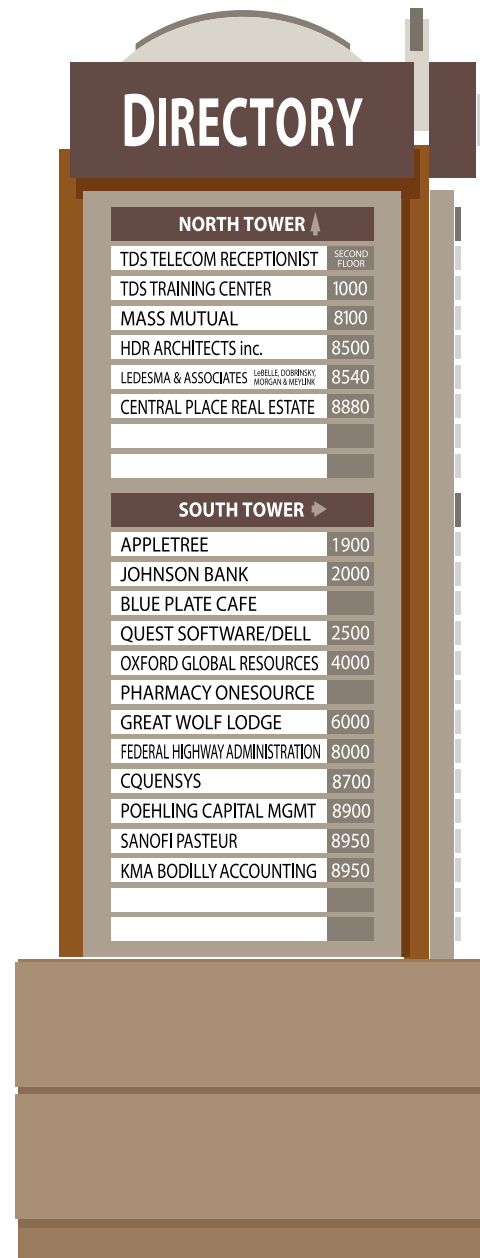 DIRECTORY
NORTH TOWER
TDS TELECOM RECEPTIONIST SECOND FLOOR
TDS TRAINING CENTER 1000
MASS MUTUAL 8100
HDR ARCHITECTS inc. 8500
LEDESMA & ASSOCIATES LeBELLE, DOBRINSKY, MORGAN & MEYLINK 8540
CENTRAL PLACE REAL ESTATE 8880
SOUTH TOWER
APPLETREE 1900
JOHNSON BANK 2000
BLUE PLATE CAFE
QUEST SOFTWARE/DELL 2500
OXFORD GLOBAL RESOURCES 4000
PHARMACY ONESOURCE
GREAT WOLF LODGE 6000
FEDERAL HIGHWAY ADMINISTRATION 8000
CQUENSYS 8700
POEHLING CAPITAL MGMT 8900
SANOFI PASTEUR 8950
KMA BODILLY ACCOUNTING 8950